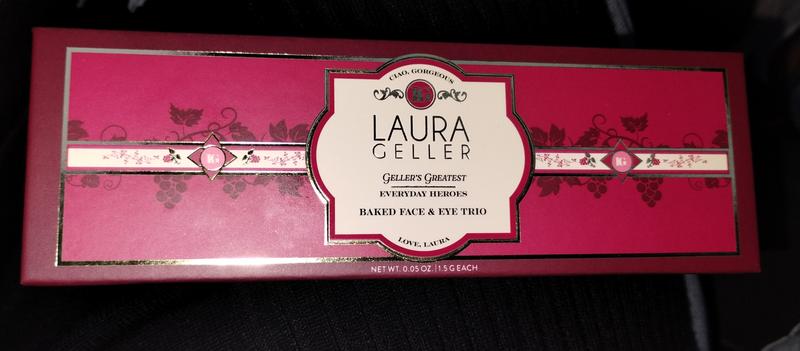 CIAO, GORGEOUS
LAURA
GELLER
GELLER'S GREATEST
EVERYDAY HEROES
BAKED FACE & EYE TRIO
LOVE, LAURA
NET WT. 0.05 OZ. | 1.5 G EACH